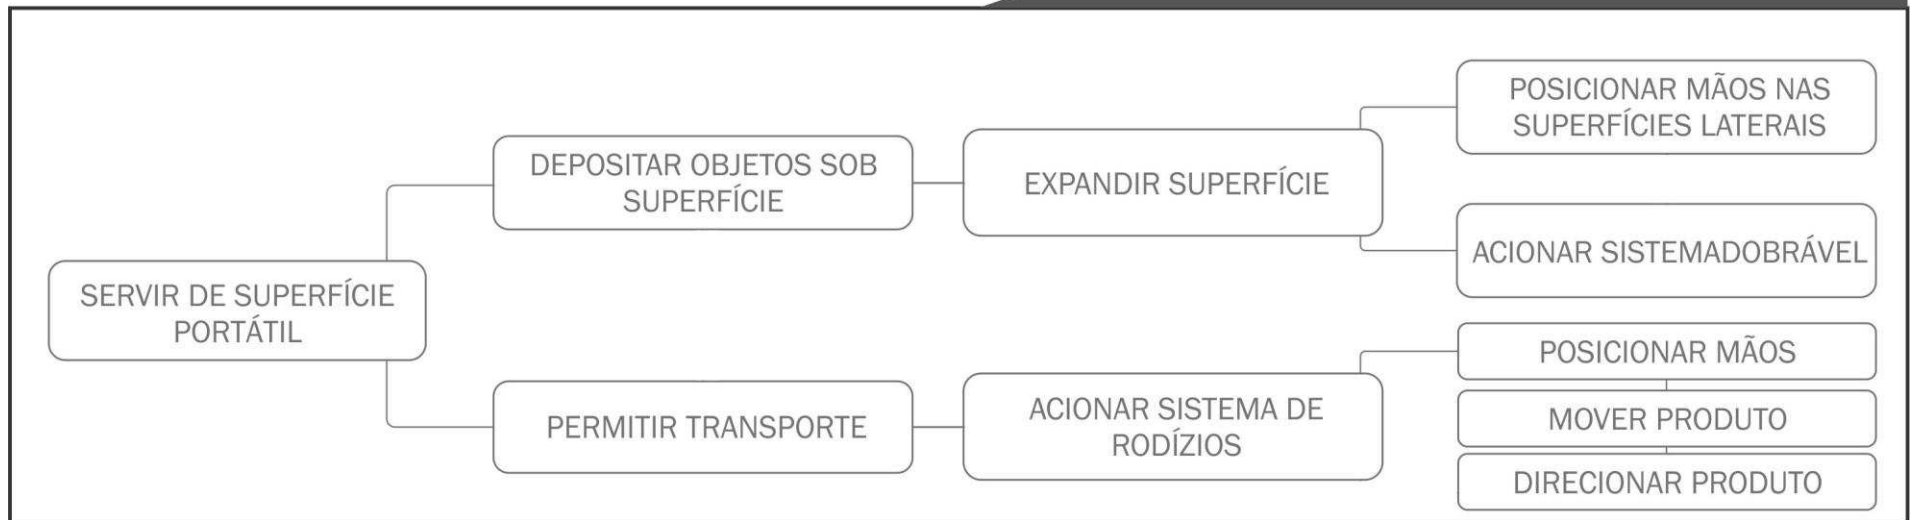 SERVIR DE SUPERFÍCIE
PORTÁTIL
DEPOSITAR OBJETOS SOB
SUPERFÍCIE
EXPANDIR SUPERFÍCIE
POSICIONAR MÃOS NAS
SUPERFÍCIES LATERAIS
ACIONAR SISTEMADOBRÁVEL
PERMITIR TRANSPORTE
ACIONAR SISTEMA DE
RODÍZIOS
POSICIONAR MÃOS
MOVER PRODUTO
DIRECIONAR PRODUTO